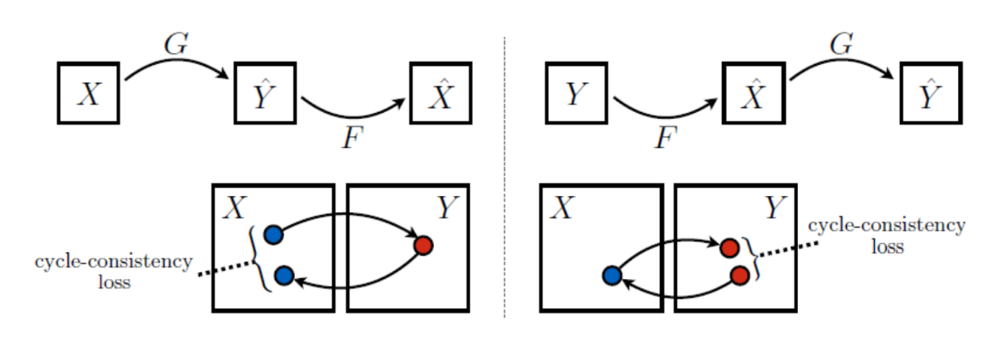 G
X
Ŷ
X̂
F
X
Y
cycle-consistency
loss
G
Y
X̂
Ŷ
F
X
Y
cycle-consistency
loss